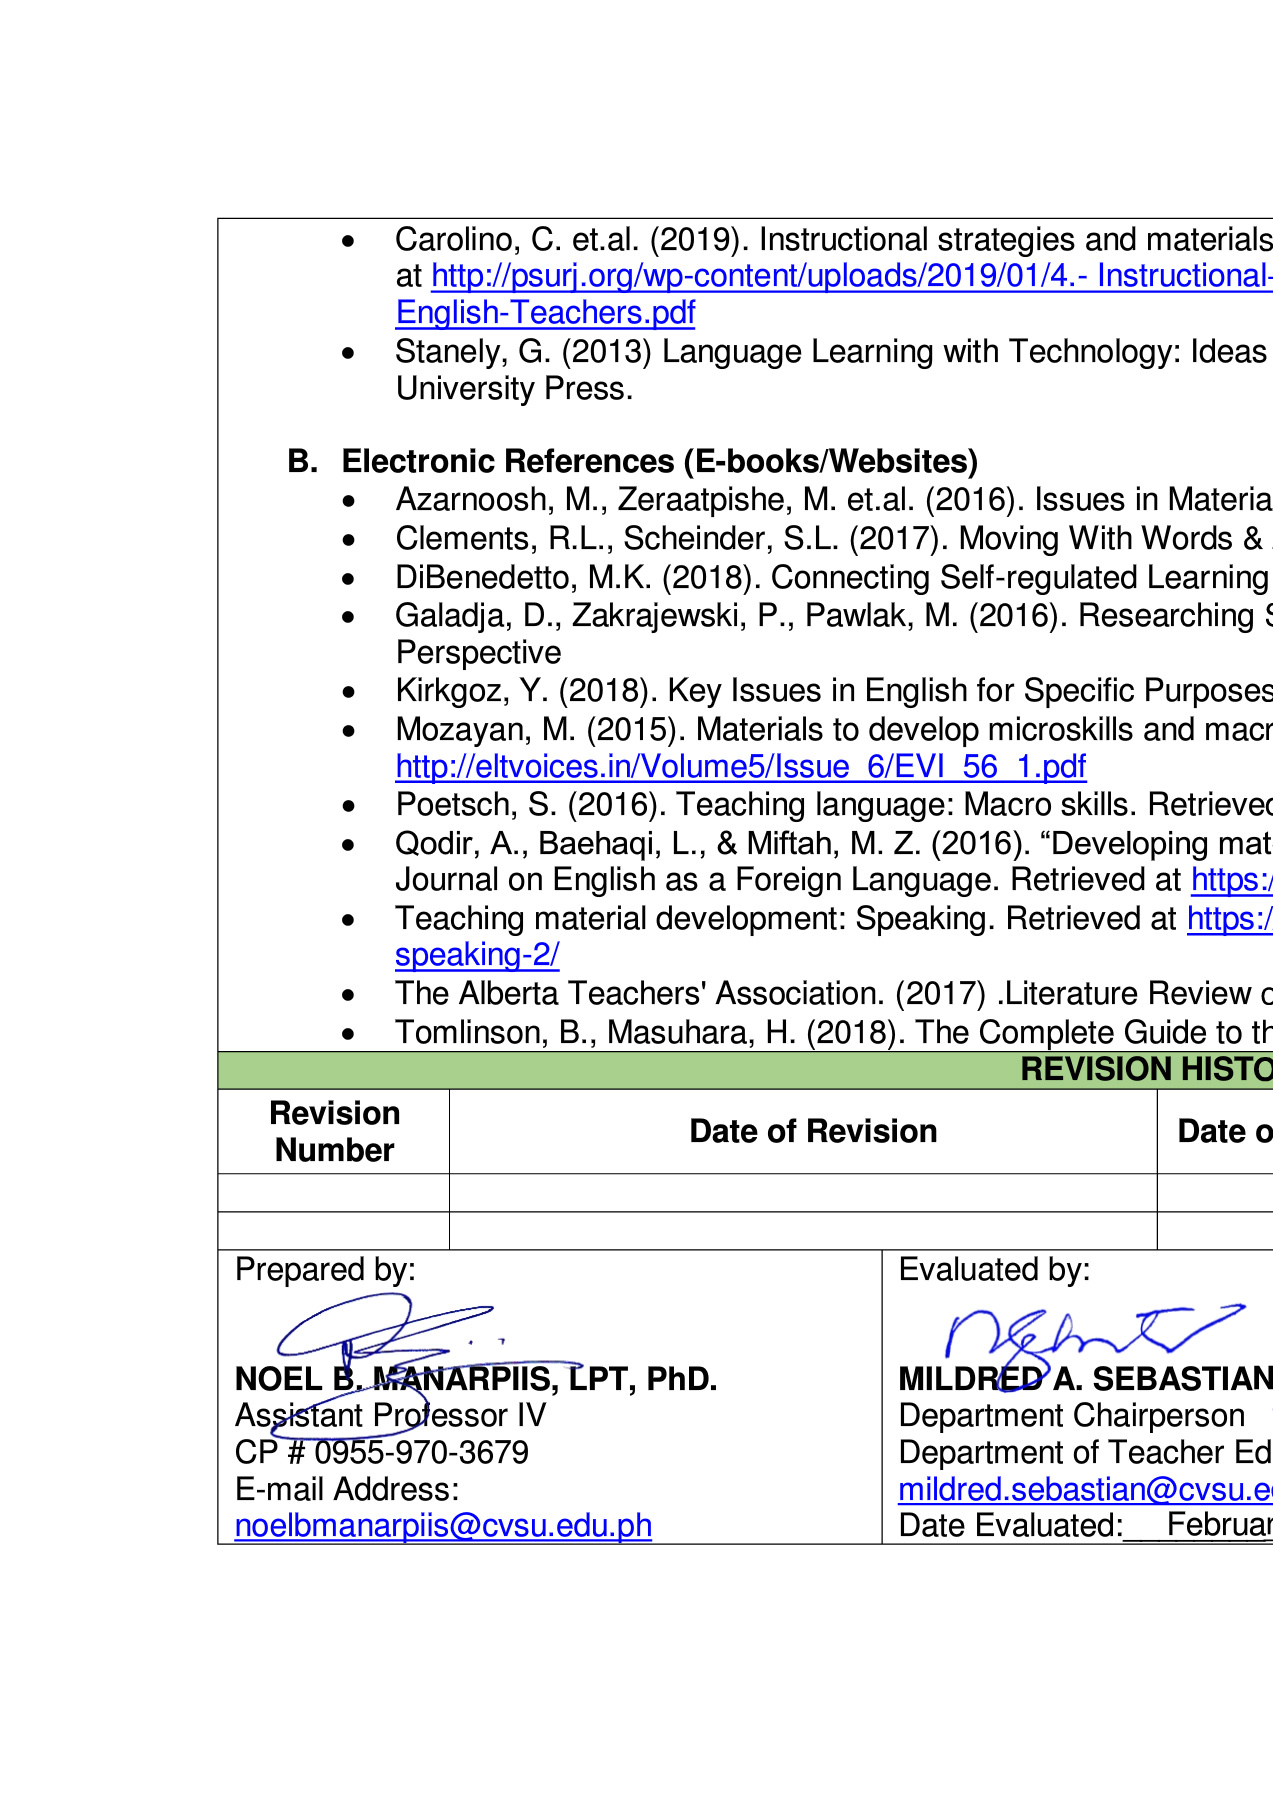 • Carolino, C. et.al. (2019). Instructional strategies and materials
at http://psurj.org/wp-content/uploads/2019/01/4.- Instructional-
English-Teachers.pdf
• Stanely, G. (2013) Language Learning with Technology: Ideas
University Press.
B. Electronic References (E-books/Websites)
• Azarnoosh, M., Zeraatpishe, M. et.al. (2016). Issues in Materia
• Clements, R.L., Scheinder, S.L. (2017). Moving With Words &
• DiBenedetto, M.K. (2018). Connecting Self-regulated Learning
• Galadja, D., Zakrajewski, P., Pawlak, M. (2016). Researching S
Perspective
• Kirkgoz, Y. (2018). Key Issues in English for Specific Purposes
• Mozayan, M. (2015). Materials to develop microskills and macr
http://eltvoices.in/Volume5/Issue_6/EVI_56_1.pdf
• Poetsch, S. (2016). Teaching language: Macro skills. Retrieved
• Qodir, A., Baehaqi, L., & Miftah, M. Z. (2016). “Developing mat
Journal on English as a Foreign Language. Retrieved at https:/
• Teaching material development: Speaking. Retrieved at https:/
speaking-2/
• The Alberta Teachers' Association. (2017) .Literature Review o
• Tomlinson, B., Masuhara, H. (2018). The Complete Guide to th
REVISION HISTO
Revision Number
Date of Revision
Date o
Prepared by:
NOEL B. MANARPIIS, LPT, PhD.
Assistant Professor IV
CP # 0955-970-3679
E-mail Address:
noelbmanarpiis@cvsu.edu.ph
Evaluated by:
MILDRED A. SEBASTIAN
Department Chairperson
Department of Teacher Ed
mildred.sebastian@cvsu.e
Date Evaluated: Februar